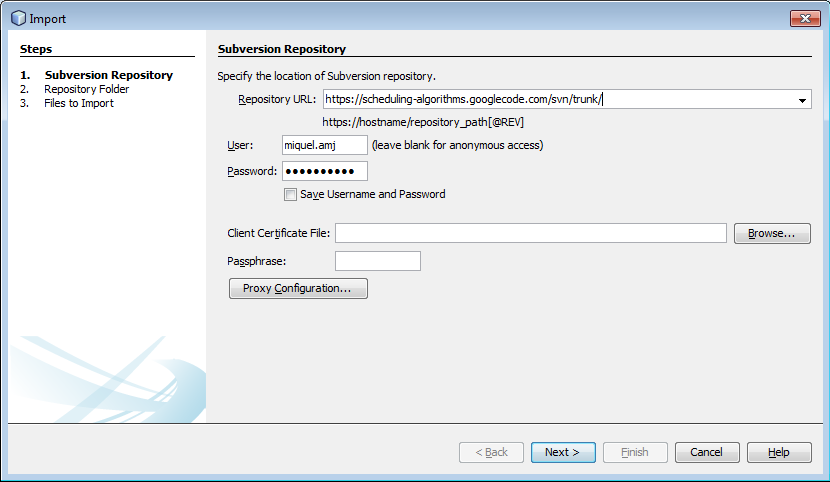 Import
Steps
1. Subversion Repository
2. Repository Folder
3. Files to Import
Subversion Repository
Specify the location of Subversion repository.
Repository URL: https://scheduling-algorithms.googlecode.com/svn/trunk/
https://hostname/repository_path[@REV]
User: miquel.amj (leave blank for anonymous access)
Password: ●●●●●●●●●●
Save Username and Password
Client Certificate File: Browse...
Passphrase:
Proxy Configuration...
< Back Next > Finish Cancel Help